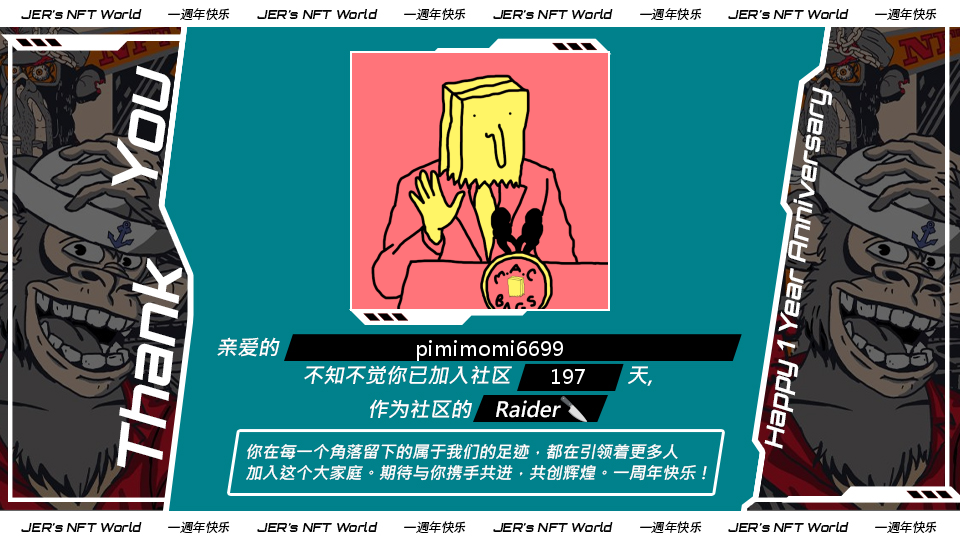 JER's NFT World 一週年快乐 JER's NFT World 一週年快乐 JER's NFT World 一週年快乐 JER's NFT World 一週年快乐
Thank You
M.A.C
BAGS
亲爱的 pimimomi6699
不知不觉你已加入社区 197 天,
作为社区的 Raider🔪
你在每一个角落留下的属于我们的足迹,都在引领着更多人
加入这个大家庭。期待与你携手共进,共创辉煌。一周年快乐!
Happy 1 Year Anniversary
JER's NFT World 一週年快乐 JER's NFT World 一週年快乐 JER's NFT World 一週年快乐 JER's NFT World 一週年快乐